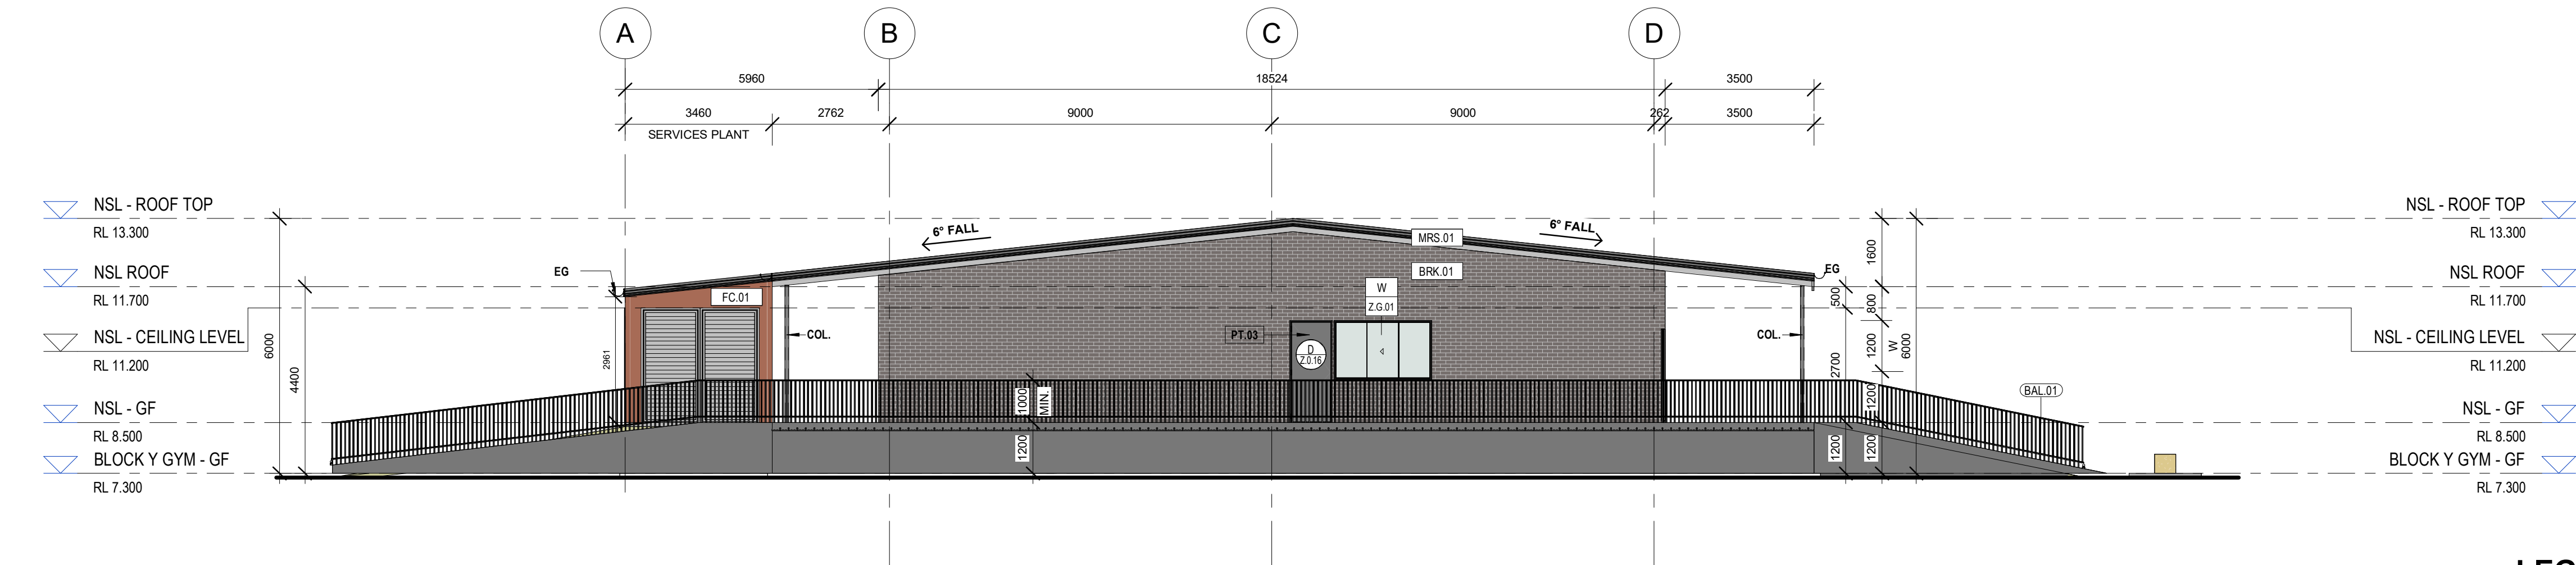 A
B
C
D
5960
18524
3500
3460
2762
9000
9000
262
3500
SERVICES PLANT
NSL - ROOF TOP
RL 13.300
NSL ROOF
RL 11.700
NSL - CEILING LEVEL
RL 11.200
NSL - GF
RL 8.500
BLOCK Y GYM - GF
RL 7.300
6000
4400
EG
2961
6° FALL
FC.01
COL.
1000
MIN.
1200
PT.03
D
Z.0.16
W
Z.G.01
MRS.01
BRK.01
6° FALL
EG
COL.
500
2700
1200
1600
800
1200
W
1200
1200
6000
BAL.01
NSL - ROOF TOP
RL 13.300
NSL ROOF
RL 11.700
NSL - CEILING LEVEL
RL 11.200
NSL - GF
RL 8.500
BLOCK Y GYM - GF
RL 7.300